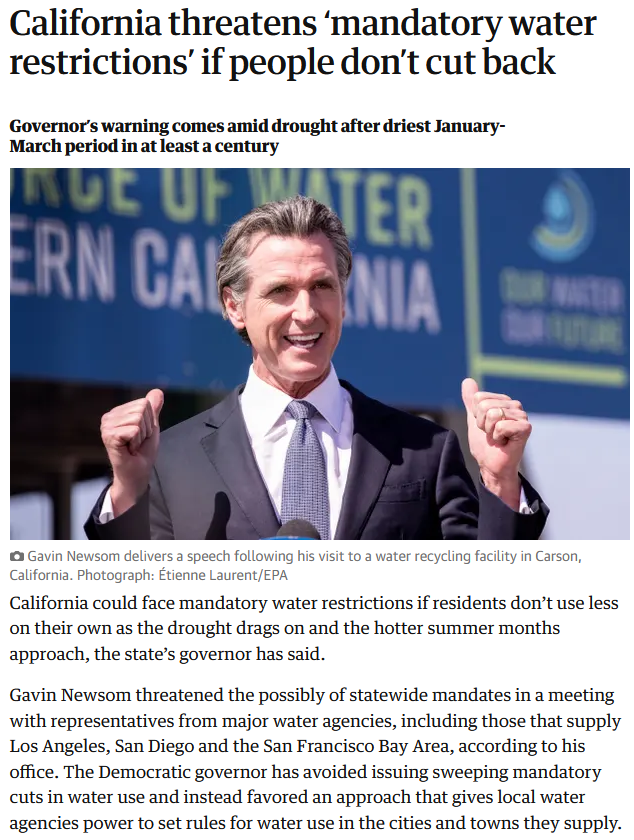 California threatens ‘mandatory water
restrictions’ if people don’t cut back
Governor’s warning comes amid drought after driest January-
March period in at least a century
RCE OF WATER
ERN CAL NIA
OUR WATER
OUR FUTURE
Gavin Newsom delivers a speech following his visit to a water recycling facility in Carson,
California. Photograph: Étienne Laurent/EPA
California could face mandatory water restrictions if residents don’t use less
on their own as the drought drags on and the hotter summer months
approach, the state’s governor has said.
Gavin Newsom threatened the possibly of statewide mandates in a meeting
with representatives from major water agencies, including those that supply
Los Angeles, San Diego and the San Francisco Bay Area, according to his
office. The Democratic governor has avoided issuing sweeping mandatory
cuts in water use and instead favored an approach that gives local water
agencies power to set rules for water use in the cities and towns they supply.